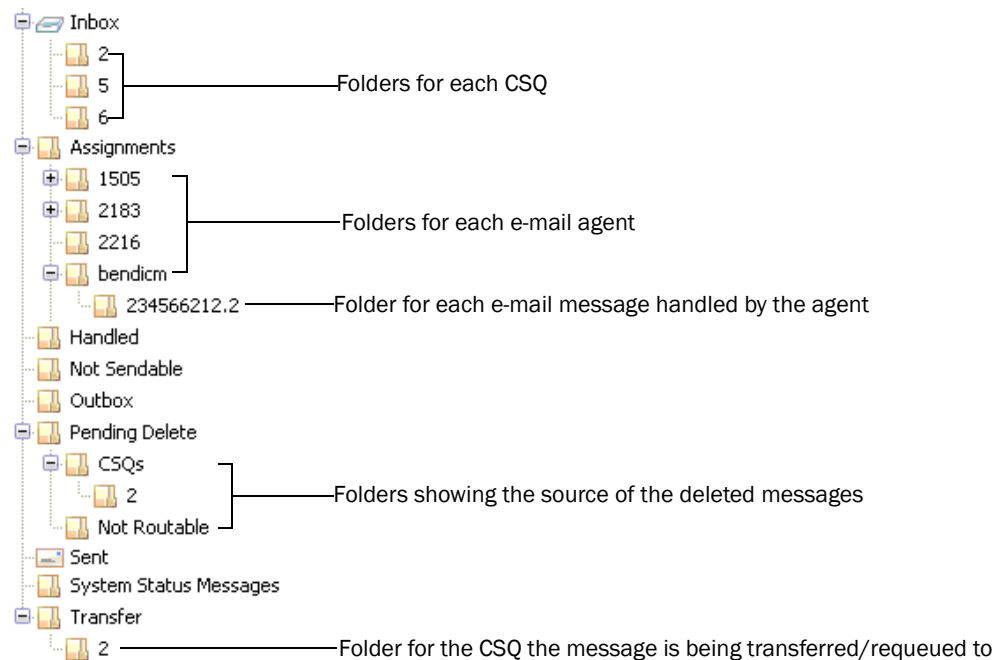 Inbox
2
5
Folders for each CSQ
6
Assignments
1505
2183
Folders for each e-mail agent
2216
bendicm
234566212.2
Folder for each e-mail message handled by the agent
Handled
Not Sendable
Outbox
Pending Delete
CSQs
2
Folders showing the source of the deleted messages
Not Routable
Sent
System Status Messages
Transfer
2
Folder for the CSQ the message is being transferred/requeued to